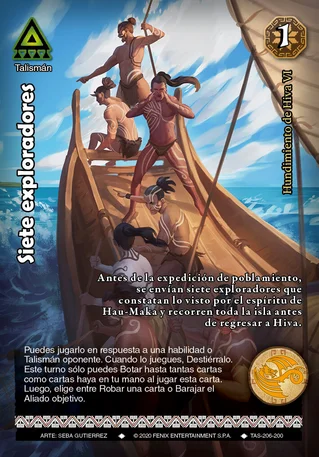 1
Talismán
Siete exploradores
Hundimiento de Hiva VI
Antes de la expedición de poblamiento,
se envían siete exploradores que
constatan lo visto por el espíritu de
Hau-Maka y recorren toda la isla antes
de regresar a Hiva.
Puedes jugarlo en respuesta a una habilidad o
Talismán oponente. Cuando lo juegues, Destiérralo.
Este turno sólo puedes Botar hasta tantas cartas
como cartas haya en tu mano al jugar esta carta.
Luego, elige entre Robar una carta o Barajar el
Aliado objetivo.
ARTE: SEBA GUTIERREZ ◆ © 2020 FENIX ENTERTAINMENT S.P.A. ◆ TAS-206-200